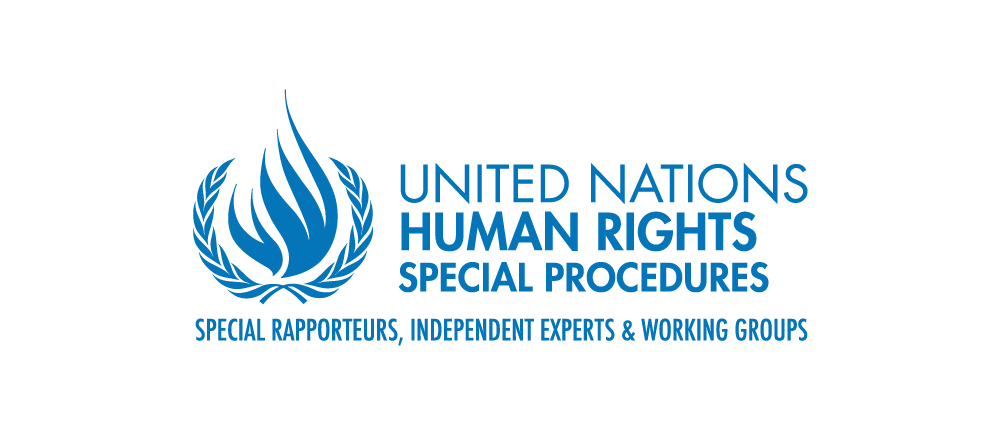 UNITED NATIONS
HUMAN RIGHTS
SPECIAL PROCEDURES
SPECIAL RAPPORTEURS, INDEPENDENT EXPERTS & WORKING GROUPS